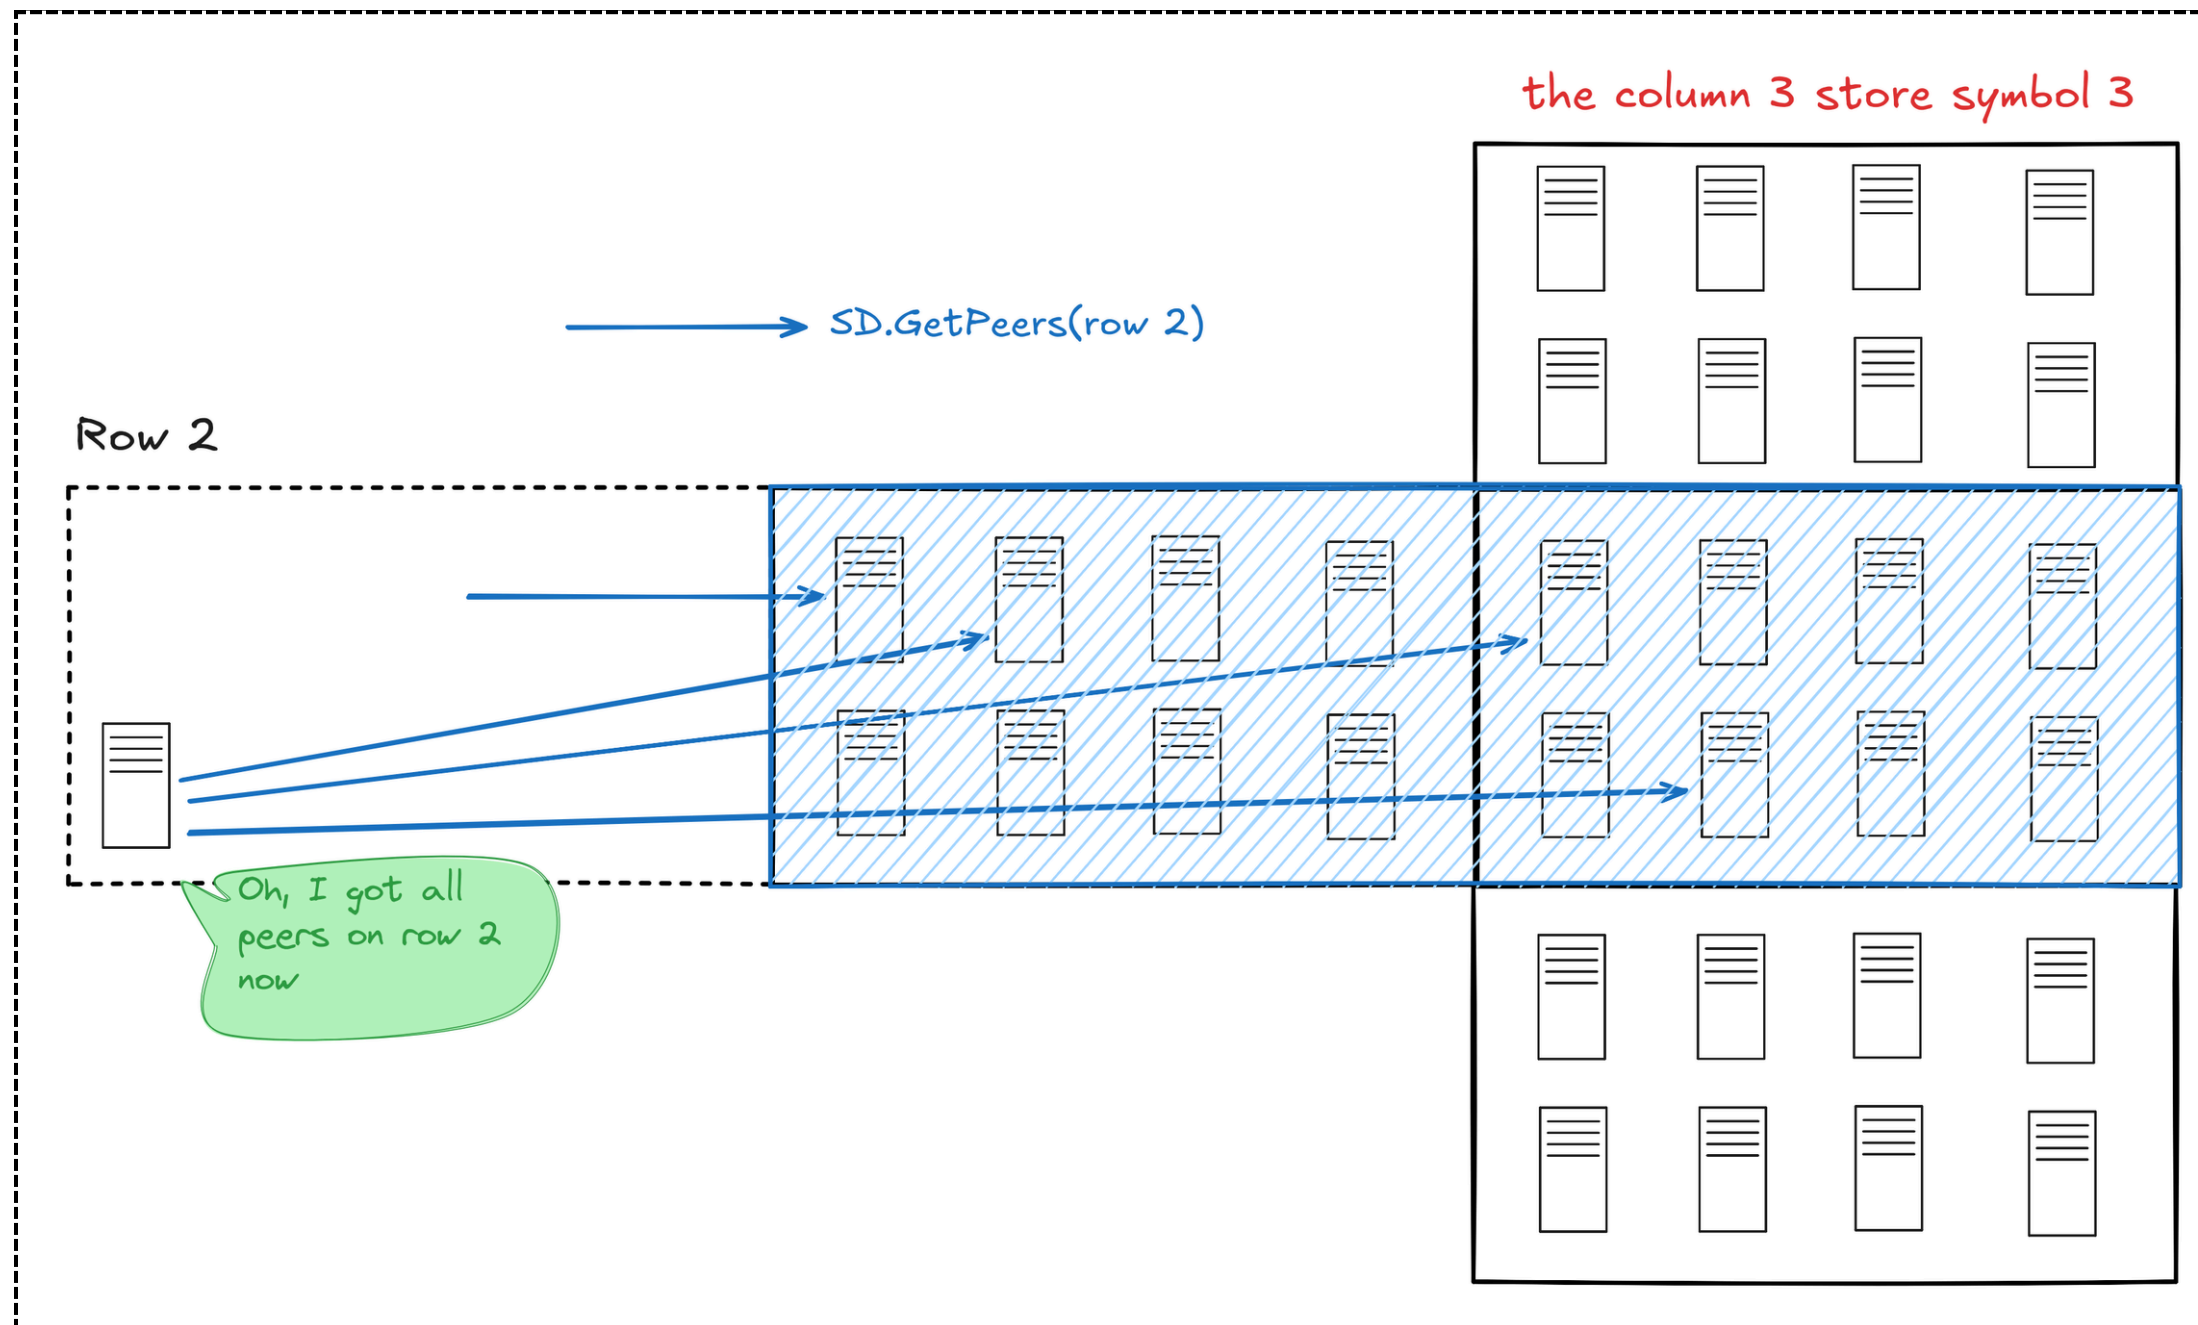 the column 3 store symbol 3
SD.GetPeers(row 2)
Row 2
Oh, I got all
peers on row 2
now